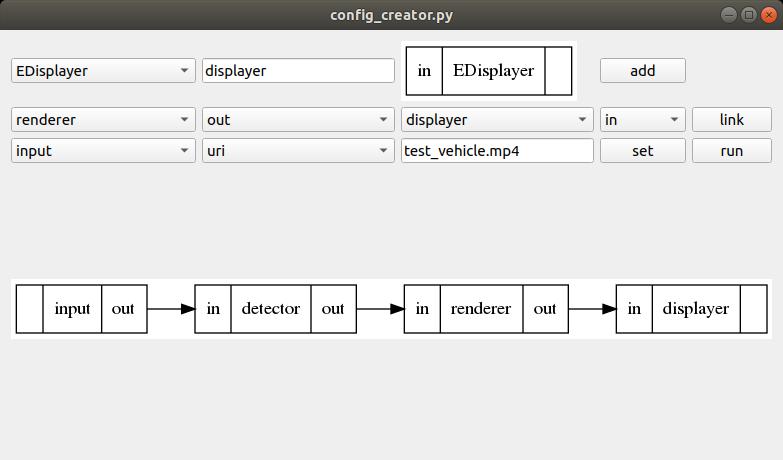 config_creator.py
EDisplayer displayer in EDisplayer add
renderer out displayer in link
input uri test_vehicle.mp4 set run
input out in detector out in renderer out in displayer